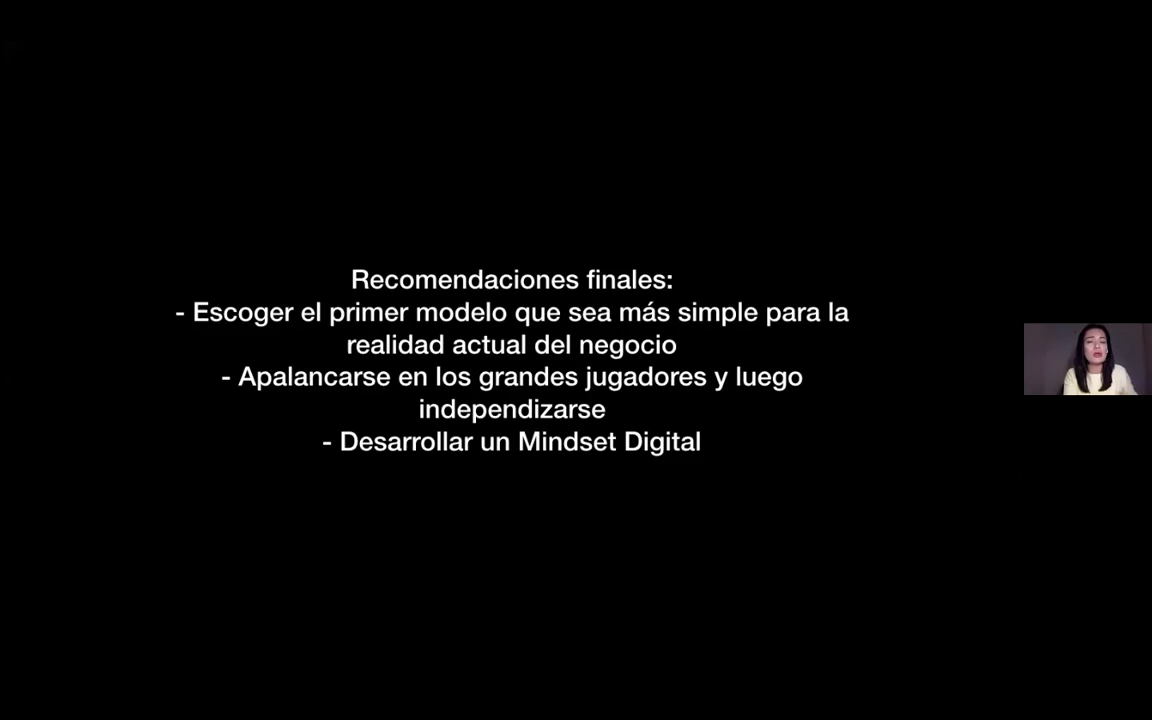 Recomendaciones finales:
- Escoger el primer modelo que sea más simple para la
realidad actual del negocio
- Apalancarse en los grandes jugadores y luego
independizarse
- Desarrollar un Mindset Digital